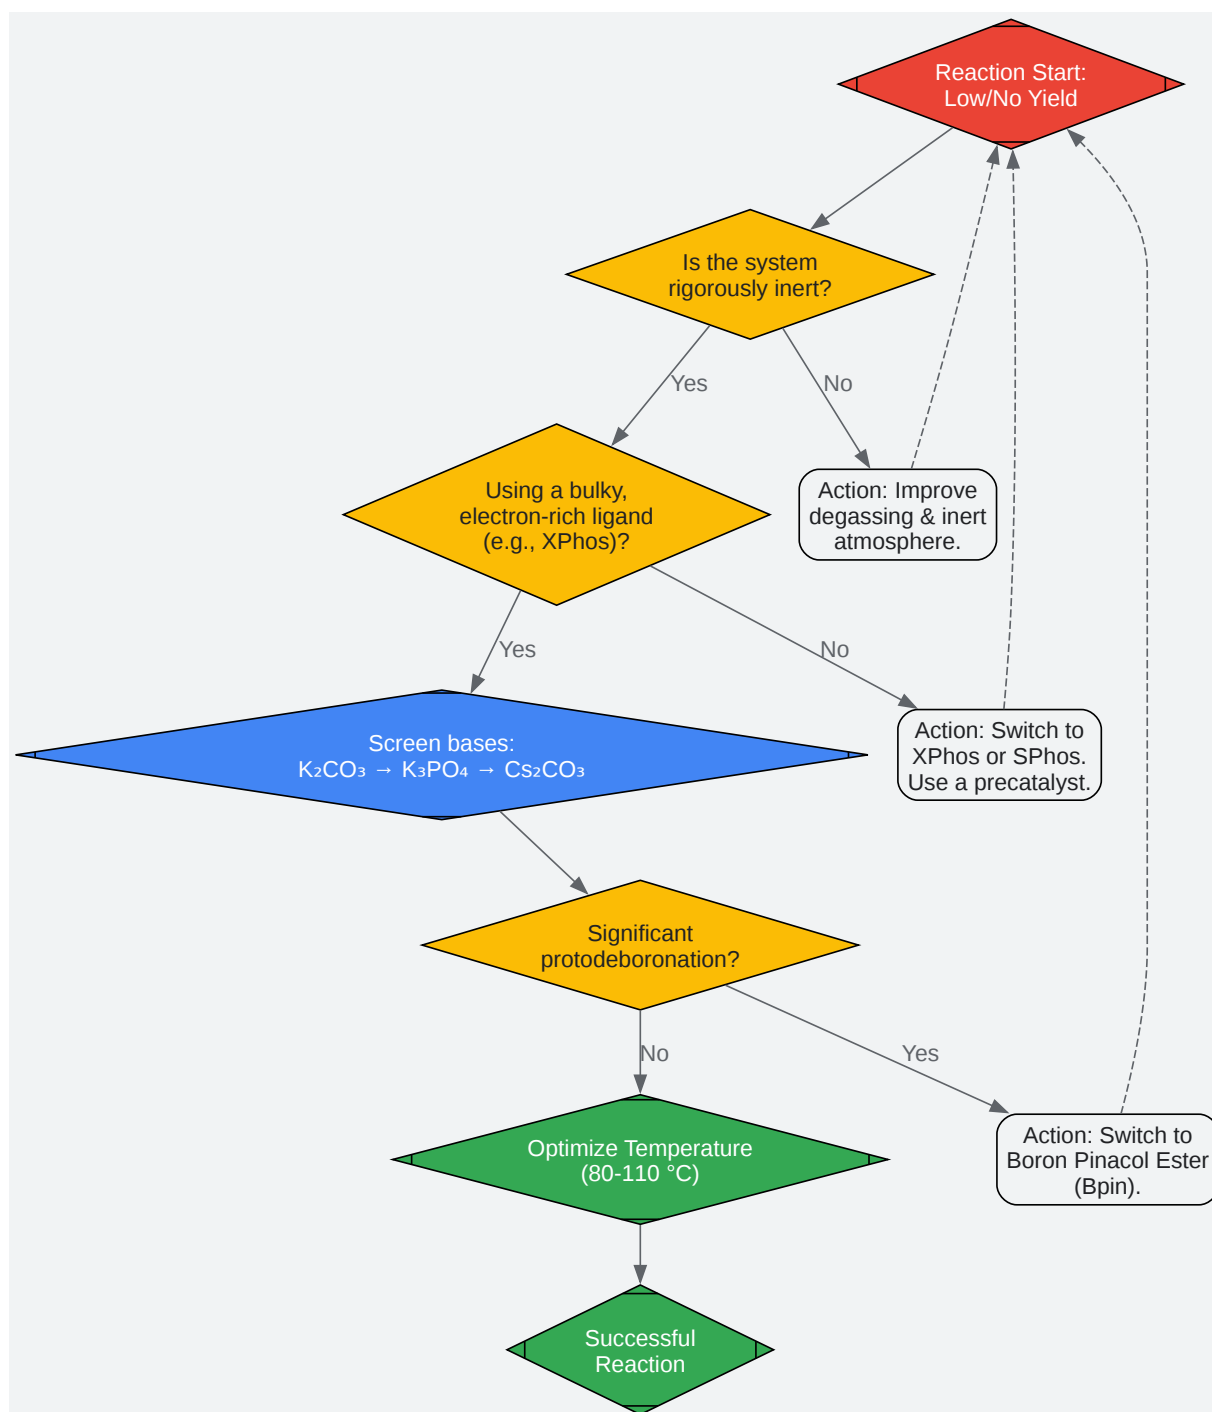 Reaction Start:
Low/No Yield
Is the system
rigorously inert?
Yes
No
Using a bulky,
electron-rich ligand
(e.g., XPhos)?
Action: Improve
degassing & inert
atmosphere.
Yes
No
Screen bases:
K₂CO₃ → K₃PO₄ → Cs₂CO₃
Action: Switch to
XPhos or SPhos.
Use a precatalyst.
Significant
protodeboronation?
No
Yes
Optimize Temperature
(80-110 °C)
Action: Switch to
Boron Pinacol Ester
(Bpin).
Successful
Reaction